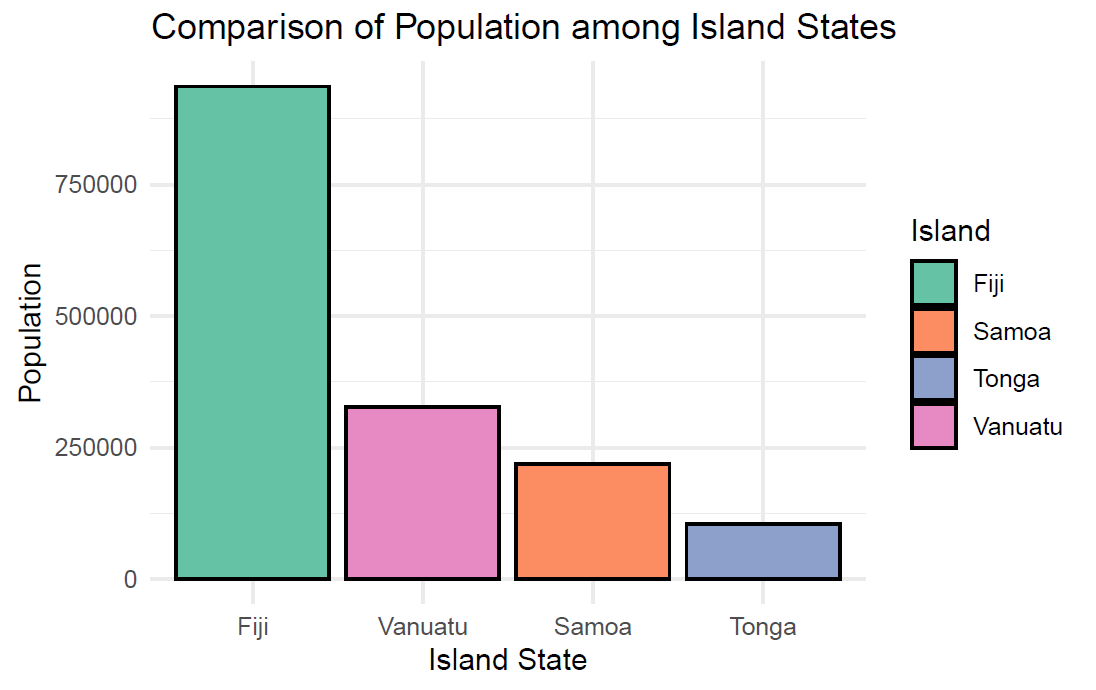 Comparison of Population among Island States
Population
750000
500000
250000
0
Fiji
Vanuatu
Samoa
Tonga
Island State
Island
Fiji
Samoa
Tonga
Vanuatu